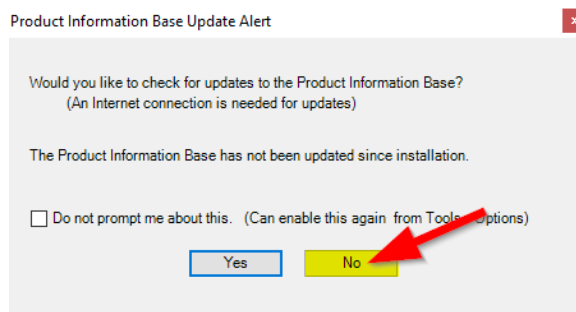 Product Information Base Update Alert
x
Would you like to check for updates to the Product Information Base?
(An Internet connection is needed for updates)
The Product Information Base has not been updated since installation.
Do not prompt me about this. (Can enable this again from Tools Options)
Yes
No